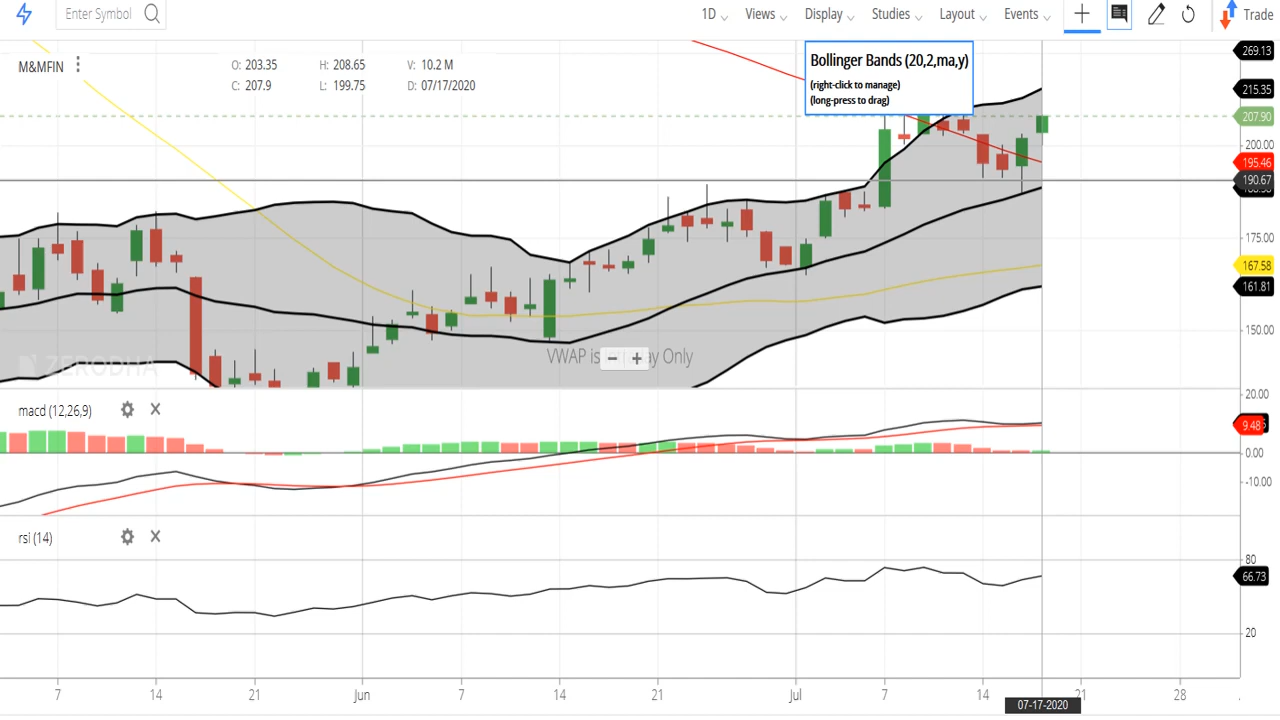 Enter Symbol
1D
Views
Display
Studies
Layout
Events
Trade
M&MFIN
O: 203.35 H: 208.65 V: 10.2 M
C: 207.9 L: 199.75 D: 07/17/2020
Bollinger Bands (20,2,ma,y)
(right-click to manage)
(long-press to drag)
269.13
215.35
207.90
200.00
195.46
190.67
175.00
167.58
161.81
150.00
ZERODHA
VWAP is ay Only
macd (12,26,9)
20.00
9.48
0.00
-10.00
rsi (14)
80
66.73
20
7 14 21 Jun 7 14 21 Jul 7 14 21 28
07-17-2020